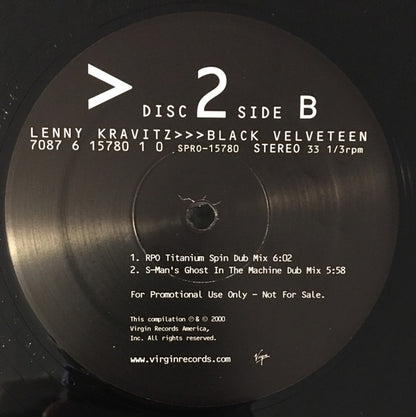 > DISC 2 SIDE B
LENNY KRAVITZ>>>BLACK VELVETEEN
7087 6 15780 1 0 SPRO-15780 STEREO 33 1/3rpm
1. RPO Titanium Spin Dub Mix 6:02
2. S-Man's Ghost In The Machine Dub Mix 5:58
For Promotional Use Only - Not For Sale.
This compilation ℗ & © 2000
Virgin Records America,
Inc. All rights reserved.
www.virginrecords.com
Virgin